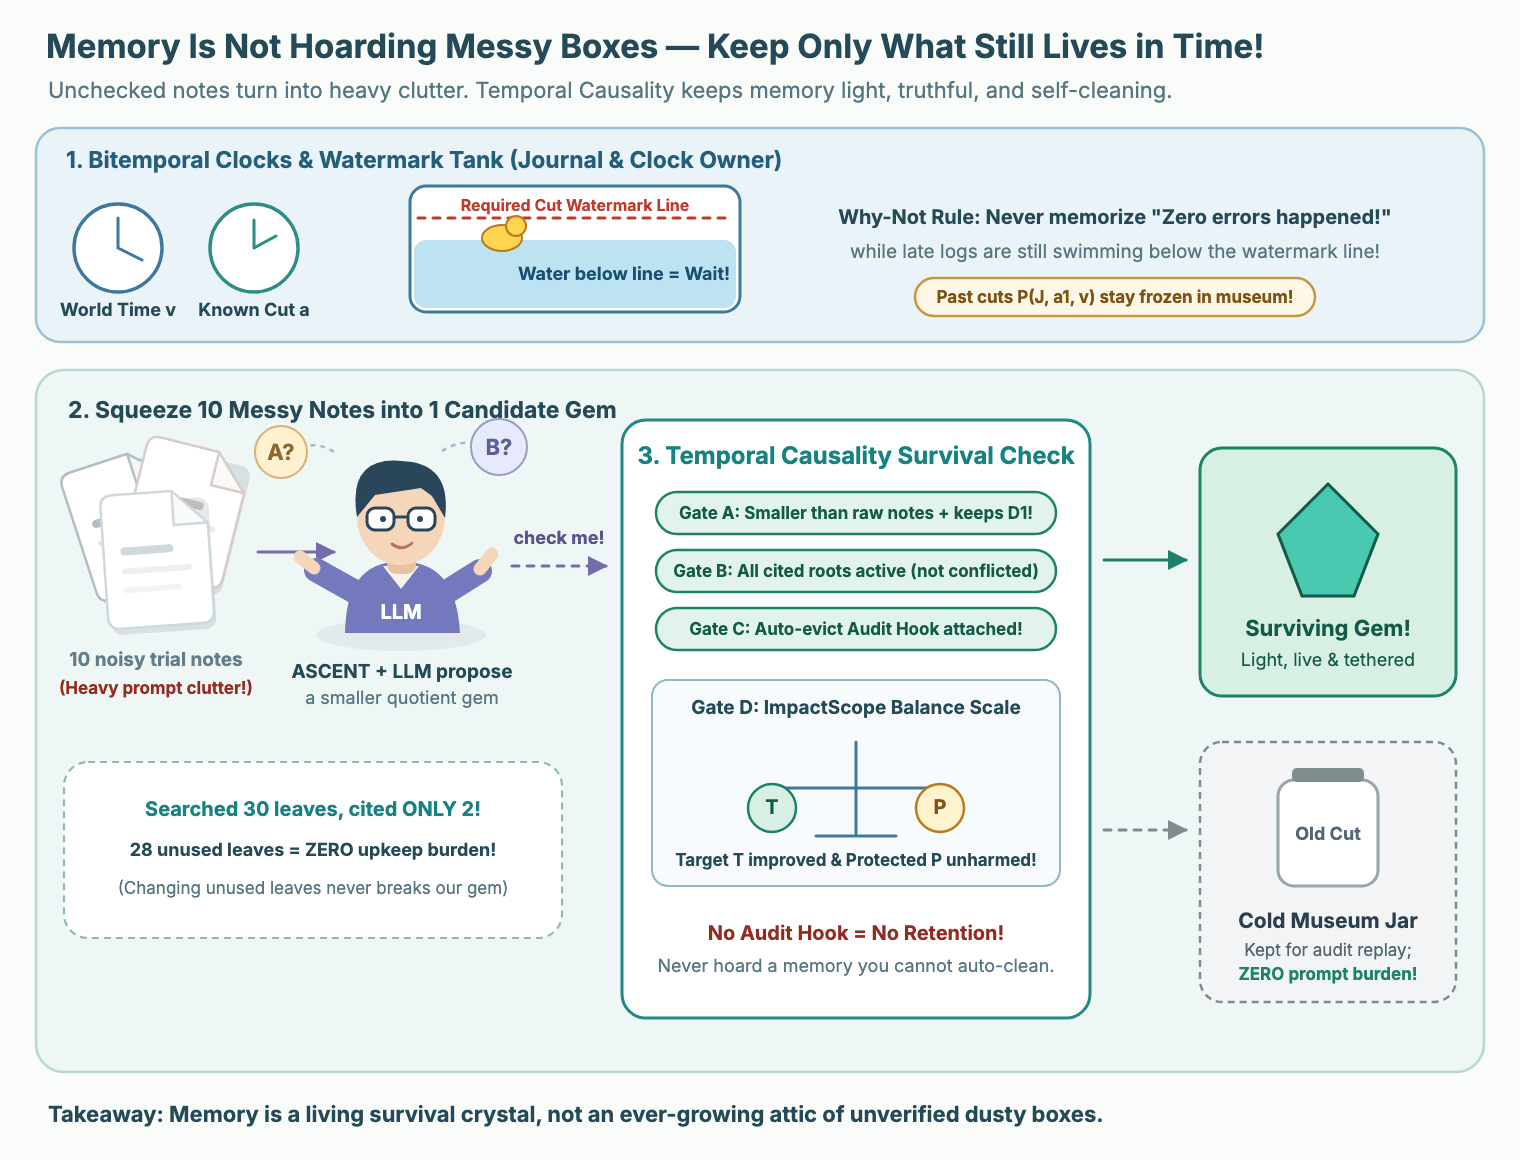 Memory Is Not Hoarding Messy Boxes — Keep Only What Still Lives in Time!
Unchecked notes turn into heavy clutter. Temporal Causality keeps memory light, truthful, and self-cleaning.
1. Bitemporal Clocks & Watermark Tank (Journal & Clock Owner)
World Time v
Known Cut a
Required Cut Watermark Line
Water below line = Wait!
Why-Not Rule: Never memorize "Zero errors happened!"
while late logs are still swimming below the watermark line!
Past cuts P(J, a1, v) stay frozen in museum!
2. Squeeze 10 Messy Notes into 1 Candidate Gem
A?
B?
LLM
check me!
10 noisy trial notes
(Heavy prompt clutter!)
ASCENT + LLM propose
a smaller quotient gem
Searched 30 leaves, cited ONLY 2!
28 unused leaves = ZERO upkeep burden!
(Changing unused leaves never breaks our gem)
3. Temporal Causality Survival Check
Gate A: Smaller than raw notes + keeps D1!
Gate B: All cited roots active (not conflicted)
Gate C: Auto-evict Audit Hook attached!
Gate D: ImpactScope Balance Scale
T
P
Target T improved & Protected P unharmed!
No Audit Hook = No Retention!
Never hoard a memory you cannot auto-clean.
Surviving Gem!
Light, live & tethered
Old Cut
Cold Museum Jar
Kept for audit replay;
ZERO prompt burden!
Takeaway: Memory is a living survival crystal, not an ever-growing attic of unverified dusty boxes.